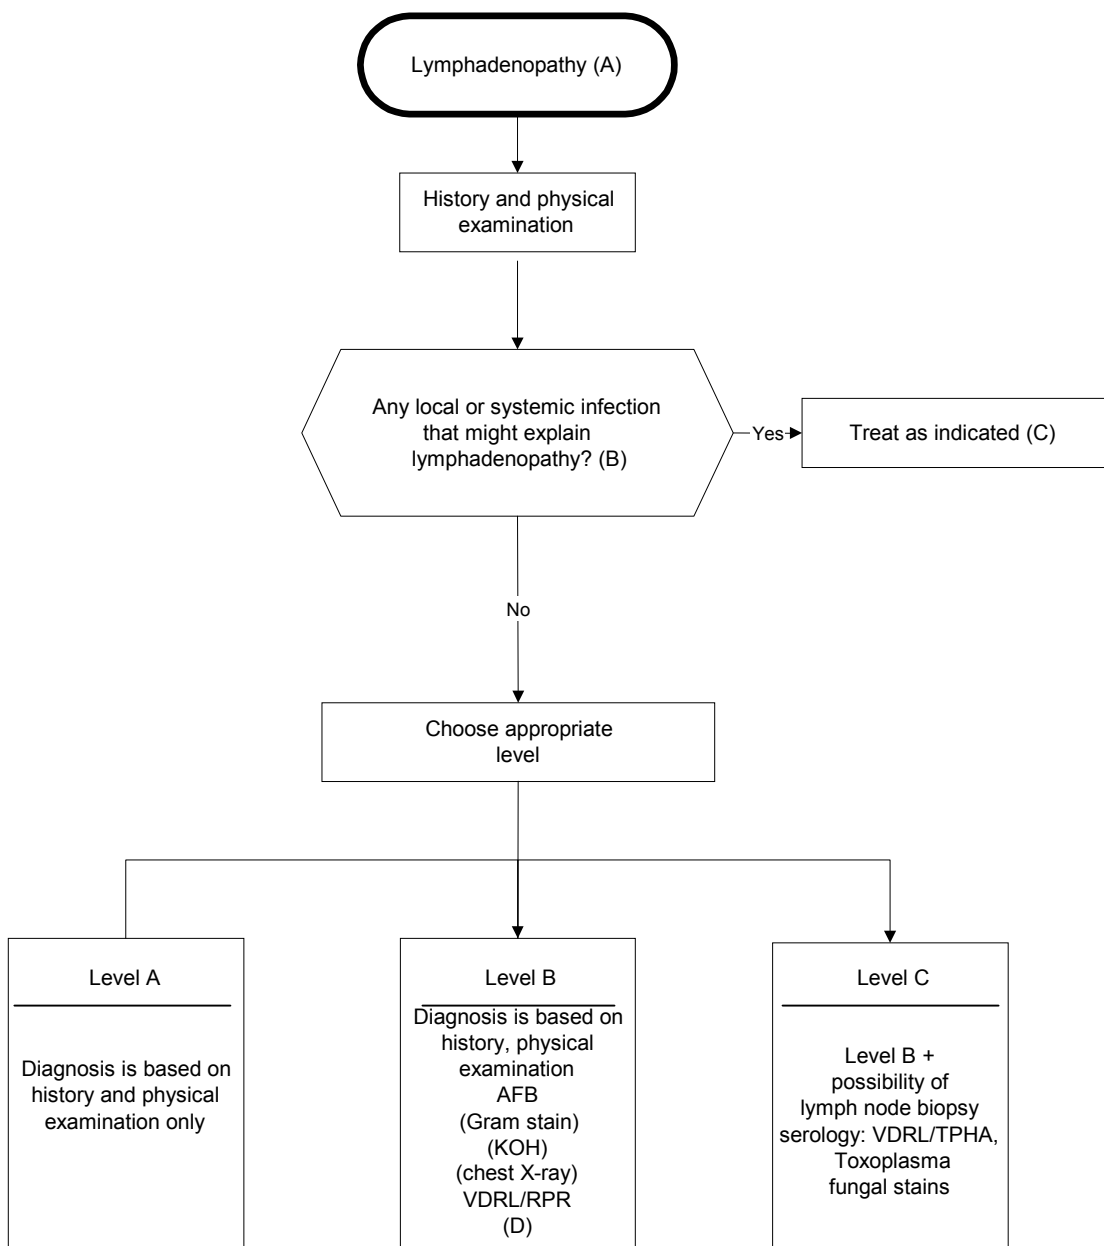 Lymphadenopathy (A)
History and physical
examination
Any local or systemic infection
that might explain
lymphadenopathy? (B)
Yes
Treat as indicated (C)
No
Choose appropriate
level
Level A
Diagnosis is based on
history and physical
examination only
Level B
Diagnosis is based on
history, physical
examination
AFB
(Gram stain)
(KOH)
(chest X-ray)
VDRL/RPR
(D)
Level C
Level B +
possibility of
lymph node biopsy
serology: VDRL/TPHA,
Toxoplasma
fungal stains